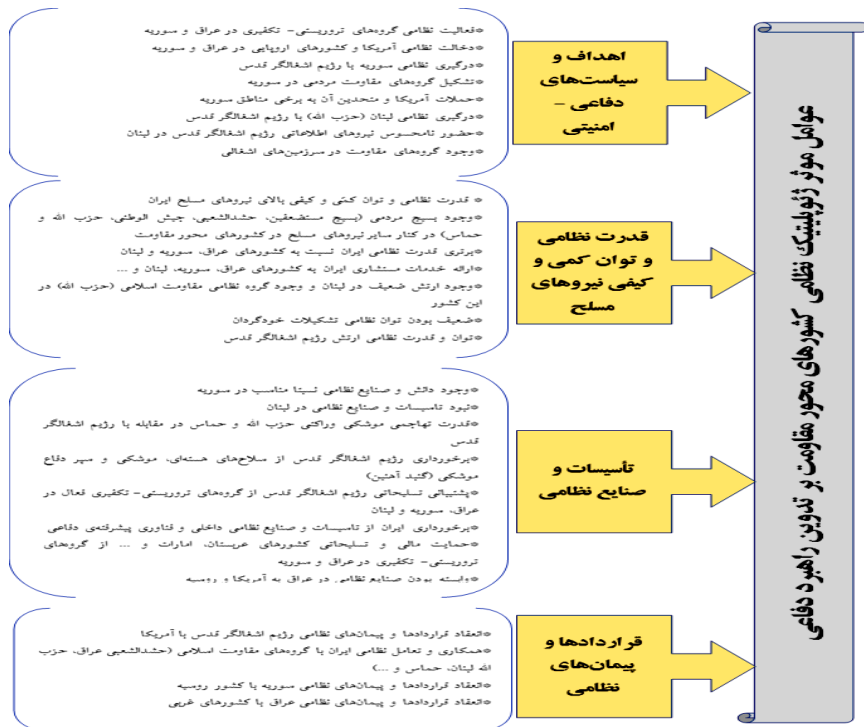 عوامل موثر ژئوپلیتیک نظامی کشورهای محور مقاومت بر تدوین راهبرد دفاعی
اهداف و
سیاست‌های
دفاعی –
امنیتی
*فعالیت نظامی گروه‌های تروریستی- تکفیری در عراق و سوریه
*دخالت نظامی آمریکا و کشورهای اروپایی در عراق و سوریه
*درگیری نظامی سوریه با رژیم اشغالگر قدس
*تشکیل گروه‌های مقاومت مردمی در سوریه
*حملات آمریکا و متحدین آن به برخی مناطق سوریه
*درگیری نظامی لبنان (حزب الله) با رژیم اشغالگر قدس
*حضور نامحسوس نیروهای اطلاعاتی رژیم اشغالگر قدس در لبنان
*وجود گروه‌های مقاومت در سرزمین‌های اشغالی
قدرت نظامی
و توان کمی و
کیفی نیروهای
مسلح
* قدرت نظامی و توان کمّی و کیفی بالای نیروهای مسلح ایران
*وجود بسیج مردمی (بسیج مستضعفین، حشدالشعبی، جیش الوطنی، حزب الله و
حماس) در کنار سایر نیروهای مسلح در کشورهای محور مقاومت
*برتری قدرت نظامی ایران نسبت به کشورهای عراق، سوریه و لبنان
*ارائه خدمات مستشاری ایران به کشورهای عراق، سوریه، لبنان و ...
*وجود ارتش ضعیف در لبنان و وجود گروه نظامی مقاومت اسلامی (حزب الله) در
این کشور
*ضعیف بودن توان نظامی تشکیلات خودگردان
*توان و قدرت نظامی ارتش رژیم اشغالگر قدس
تأسیسات و
صنایع نظامی
*وجود دانش و صنایع نظامی نسبتا مناسب در سوریه
*نبود تاسیسات و صنایع نظامی در لبنان
*قدرت تهاجمی موشکی وراکتی حزب الله و حماس در مقابله با رژیم اشغالگر
قدس
*برخورداری رژیم اشغالگر قدس از سلاح‌های هسته‌ای، موشکی و سپر دفاع
موشکی (گنبد آهنین)
*پشتیبانی تسلیحاتی رژیم اشغالگر قدس از گروه‌های تروریستی- تکفیری فعال در
عراق، سوریه و لبنان
*برخورداری ایران از تاسیسات و صنایع نظامی داخلی و فناوری پیشرفته‌ی دفاعی
*حمایت مالی و تسلیحاتی کشورهای عربستان، امارات و ... از گروه‌های
تروریستی- تکفیری در عراق و سوریه
*وابسته بودن صنایع نظامی در عراق به آمریکا و روسیه
قراردادها و
پیمان‌های
نظامی
*انعقاد قراردادها و پیمان‌های نظامی رژیم اشغالگر قدس با آمریکا
*همکاری و تعامل نظامی ایران با گروه‌های مقاومت اسلامی (حشدالشعبی عراق، حزب
الله لبنان، حماس و ...)
*انعقاد قراردادها و پیمان‌های نظامی سوریه با کشور روسیه
*انعقاد قراردادها و پیمان‌های نظامی عراق با کشورهای غربی